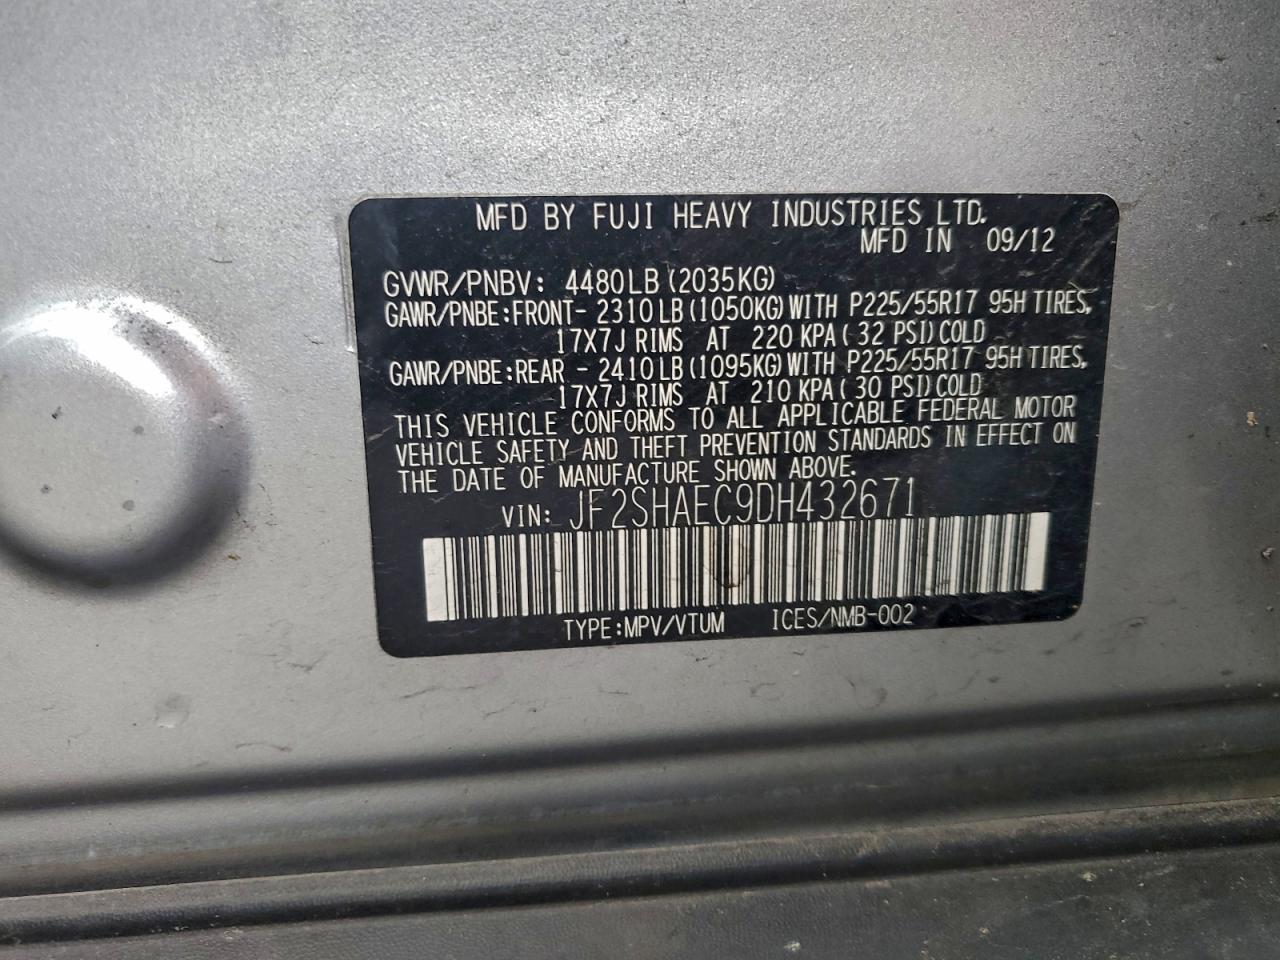 MFD BY FUJI HEAVY INDUSTRIES LTD.
MFD IN 09/12
GVWR/PNBV: 4480LB(2035KG)
GAWR/PNBE:FRONT- 2310LB(1050KG)WITH P225/55R17 95H TIRES,
17X7J RIMS AT 220 KPA(32 PSI)COLD
GAWR/PNBE:REAR - 2410LB(1095KG)WITH P225/55R17 95H TIRES,
17X7J RIMS AT 210 KPA(30 PSI)COLD
THIS VEHICLE CONFORMS TO ALL APPLICABLE FEDERAL MOTOR
VEHICLE SAFETY AND THEFT PREVENTION STANDARDS IN EFFECT ON
THE DATE OF MANUFACTURE SHOWN ABOVE.
VIN: JF2SHAEC9DH432671
TYPE:MPV/VTUM ICES/NMB-002